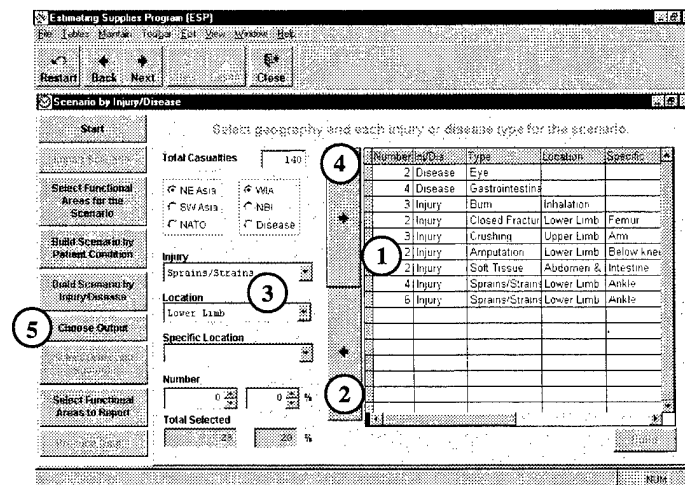 Estimating Supplies Program (ESP)
File Tables Maintain Toolbar Edit View Window Help
Restart Back Next Close
Scenario by Injury/Disease
Start
Select geography and each injury or disease type for the scenario.
Select Functional Areas for the Scenario
Build Scenario by Patient Condition
Build Scenario by Injury/Disease
5 Choose Output
Select Functional Areas to Report
Total Casualties 140
NE Asia WIA
SW Asia NBI
NATO Disease
Injury
Sprains/Strains
3
Location
Lower Limb
Specific Location
Number
0 0 %
Total Selected
20 %
4
1
2
Number Inj/Dis Type Location Specific
2 Disease Eye
4 Disease Gastrointestina
3 Injury Burn Inhalation
2 Injury Closed Fractur Lower Limb Femur
3 Injury Crushing Upper Limb Arm
2 Injury Amputation Lower Limb Below knee
2 Injury Soft Tissue Abdomen & Intestine
4 Injury Sprains/Strains Lower Limb Ankle
6 Injury Sprains/Strains Lower Limb Ankle
NUM